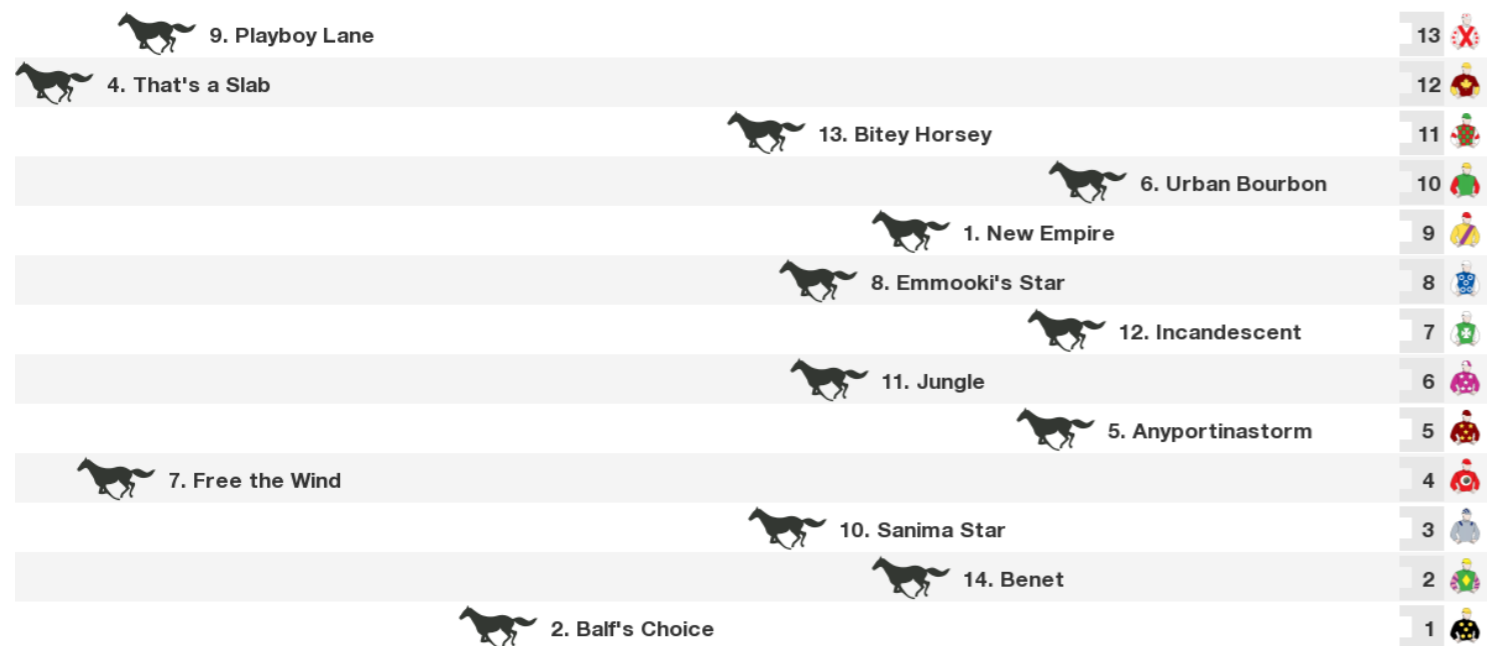 9. Playboy Lane 13
4. That's a Slab 12
13. Bitey Horsey 11
6. Urban Bourbon 10
1. New Empire 9
8. Emmooki's Star 8
12. Incandescent 7
11. Jungle 6
5. Anyportinastorm 5
7. Free the Wind 4
10. Sanima Star 3
14. Benet 2
2. Balf's Choice 1